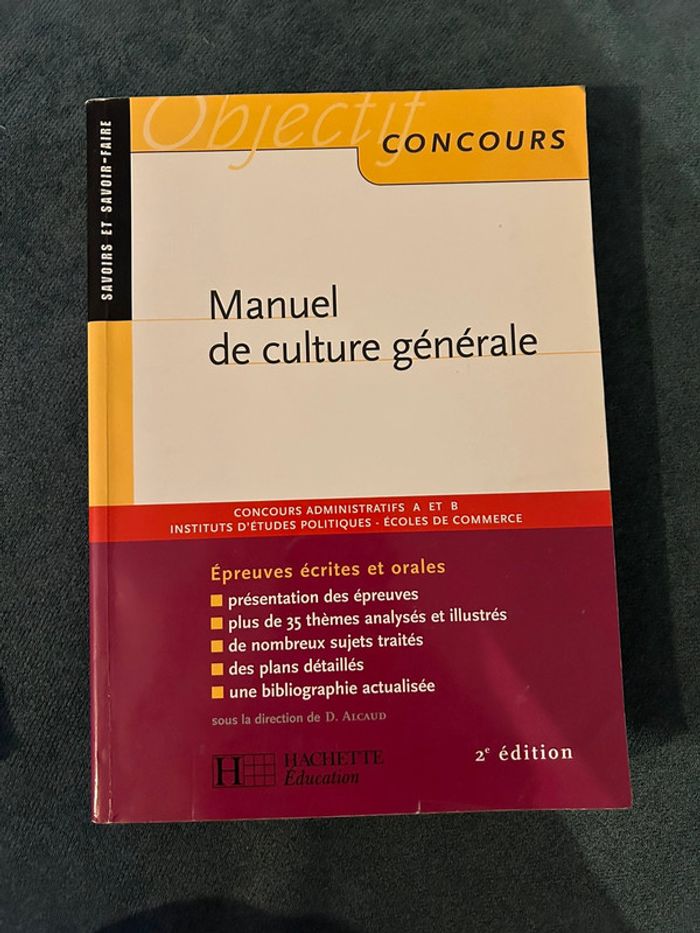 Objectif
CONCOURS
SAVOIRS ET SAVOIR-FAIRE
Manuel
de culture générale
CONCOURS ADMINISTRATIFS A ET B
INSTITUTS D'ÉTUDES POLITIQUES - ÉCOLES DE COMMERCE
Épreuves écrites et orales
présentation des épreuves
plus de 35 thèmes analysés et illustrés
de nombreux sujets traités
des plans détaillés
une bibliographie actualisée
sous la direction de D. ALCAUD
H HACHETTE
Éducation
2e édition